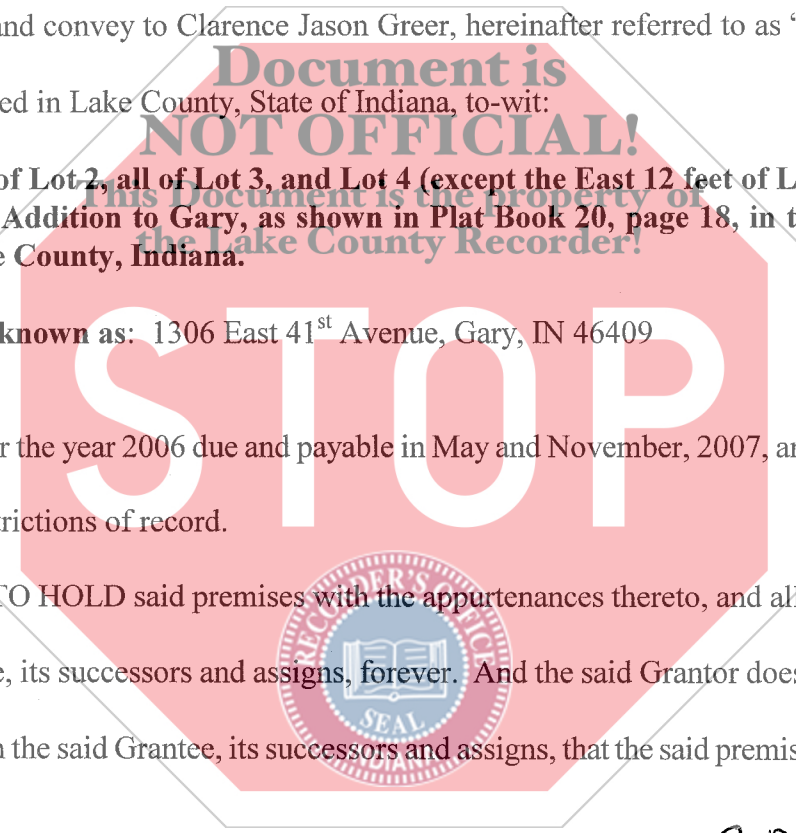 and convey to Clarence Jason Greer, hereinafter referred to as “
Document is
ed in Lake County, State of Indiana, to-wit:
NOT OFFICIAL!
of Lot 2, all of Lot 3, and Lot 4 (except the East 12 feet of L
This Document is the property of
Addition to Gary, as shown in Plat Book 20, page 18, in t
the Lake County Recorder!
e County, Indiana.
known as: 1306 East 41st Avenue, Gary, IN 46409
STOP
r the year 2006 due and payable in May and November, 2007, an
trictions of record.
TO HOLD said premises with the appurtenances thereto, and al
RECORDER'S OFFICE
e, its successors and assigns, forever. And the said Grantor does
SEAL
INDIANA
n the said Grantee, its successors and assigns, that the said premis